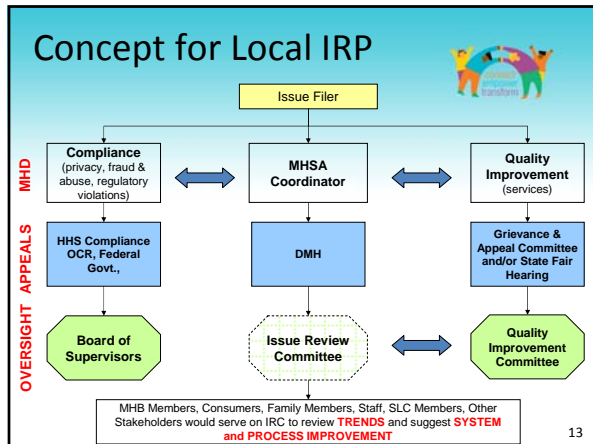 Concept for Local IRP
connect
empower
transform
Issue Filer
MHD
Compliance
(privacy, fraud &
abuse, regulatory
violations)
MHSA
Coordinator
Quality
Improvement
(services)
APPEALS
HHS Compliance
OCR, Federal
Govt.,
DMH
Grievance &
Appeal Committee
and/or State Fair
Hearing
OVERSIGHT
Board of
Supervisors
Issue Review
Committee
Quality
Improvement
Committee
MHB Members, Consumers, Family Members, Staff, SLC Members, Other
Stakeholders would serve on IRC to review TRENDS and suggest SYSTEM
and PROCESS IMPROVEMENT
13